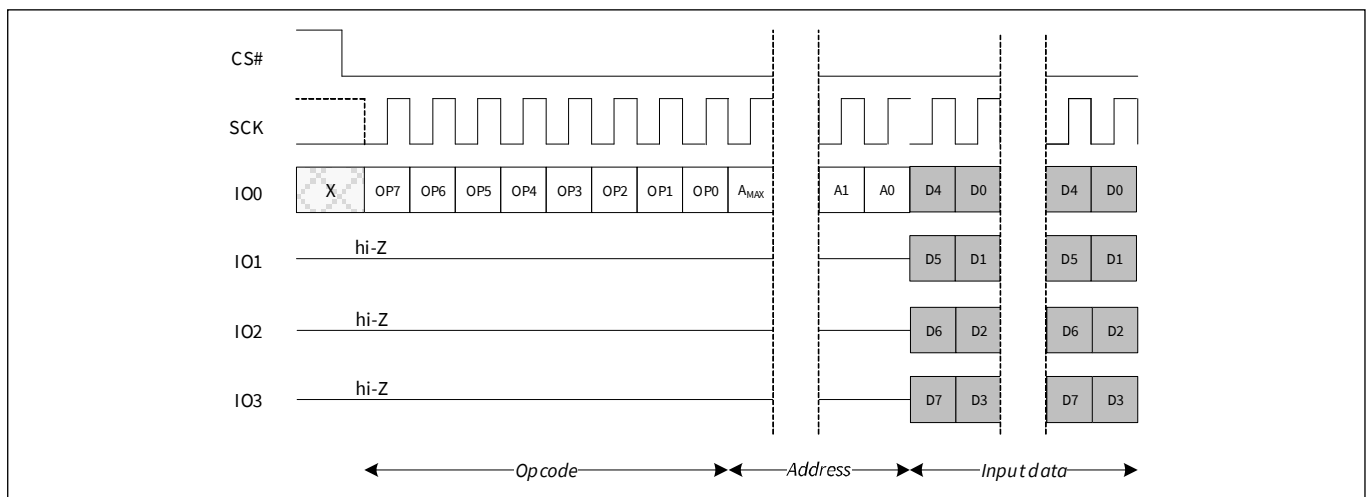 CS#
SCK
IO0 X OP7 OP6 OP5 OP4 OP3 OP2 OP1 OP0 AMAX A1 A0 D4 D0 D4 D0
hi-Z
IO1 D5 D1 D5 D1
hi-Z
IO2 D6 D2 D6 D2
hi-Z
IO3 D7 D3 D7 D3
Opcode Address Input data